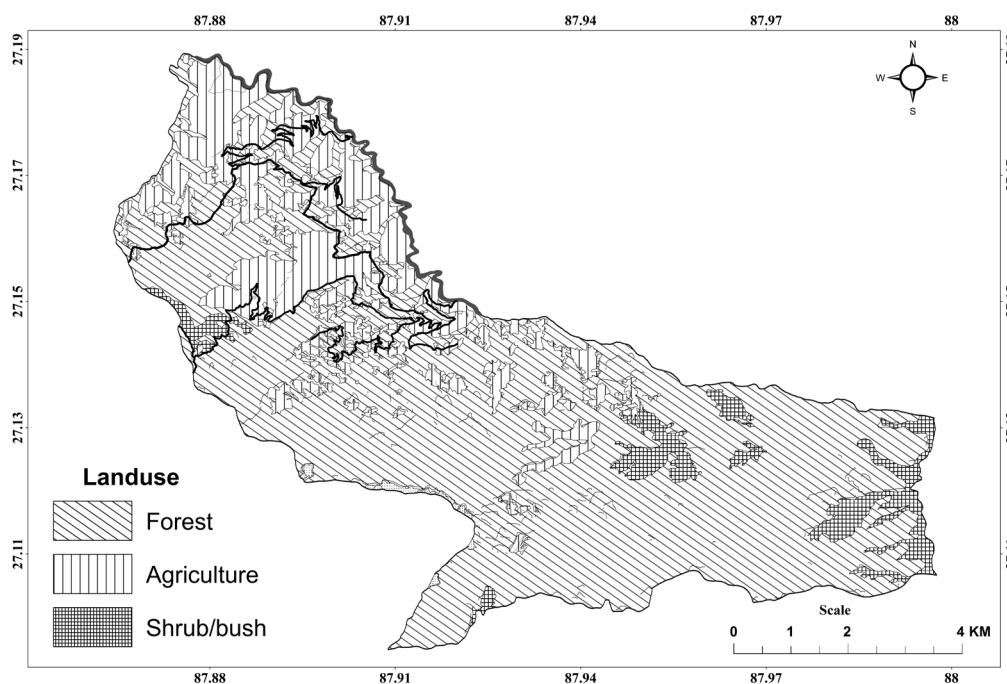 87.88 87.91 87.94 87.97 88
27.19
27.17
27.15
27.13
27.11
N
W E
S
Landuse
Forest
Agriculture
Shrub/bush
Scale
0 1 2 4 KM
87.88 87.91 87.94 87.97 88